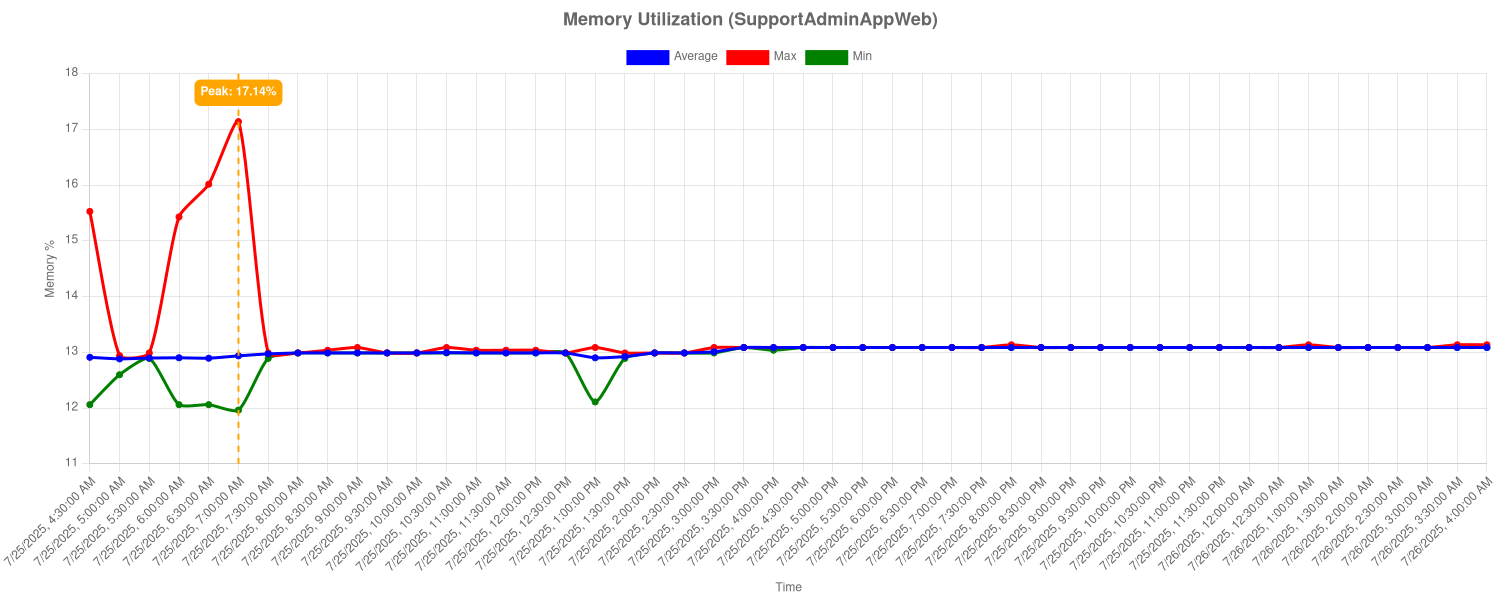 Memory Utilization (SupportAdminAppWeb)
Average
Max
Min
18
Peak: 17.14%
17
16
15
14
13
12
11
Memory %
7/25/2025, 4:30:00 AM
7/25/2025, 5:00:00 AM
7/25/2025, 5:30:00 AM
7/25/2025, 6:00:00 AM
7/25/2025, 6:30:00 AM
7/25/2025, 7:00:00 AM
7/25/2025, 7:30:00 AM
7/25/2025, 8:00:00 AM
7/25/2025, 8:30:00 AM
7/25/2025, 9:00:00 AM
7/25/2025, 9:30:00 AM
7/25/2025, 10:00:00 AM
7/25/2025, 10:30:00 AM
7/25/2025, 11:00:00 AM
7/25/2025, 11:30:00 AM
7/25/2025, 12:00:00 PM
7/25/2025, 12:30:00 PM
7/25/2025, 1:00:00 PM
7/25/2025, 1:30:00 PM
7/25/2025, 2:00:00 PM
7/25/2025, 2:30:00 PM
7/25/2025, 3:00:00 PM
7/25/2025, 3:30:00 PM
7/25/2025, 4:00:00 PM
7/25/2025, 4:30:00 PM
7/25/2025, 5:00:00 PM
7/25/2025, 5:30:00 PM
7/25/2025, 6:00:00 PM
7/25/2025, 6:30:00 PM
7/25/2025, 7:00:00 PM
7/25/2025, 7:30:00 PM
7/25/2025, 8:00:00 PM
7/25/2025, 8:30:00 PM
7/25/2025, 9:00:00 PM
7/25/2025, 9:30:00 PM
7/25/2025, 10:00:00 PM
7/25/2025, 10:30:00 PM
7/25/2025, 11:00:00 PM
7/25/2025, 11:30:00 PM
7/26/2025, 12:00:00 AM
7/26/2025, 12:30:00 AM
7/26/2025, 1:00:00 AM
7/26/2025, 1:30:00 AM
7/26/2025, 2:00:00 AM
7/26/2025, 2:30:00 AM
7/26/2025, 3:00:00 AM
7/26/2025, 3:30:00 AM
7/26/2025, 4:00:00 AM
Time